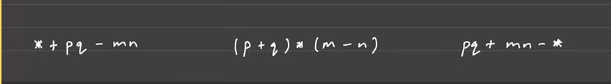 * + pq - mn (p + q) * (m - n) pq + mn - *